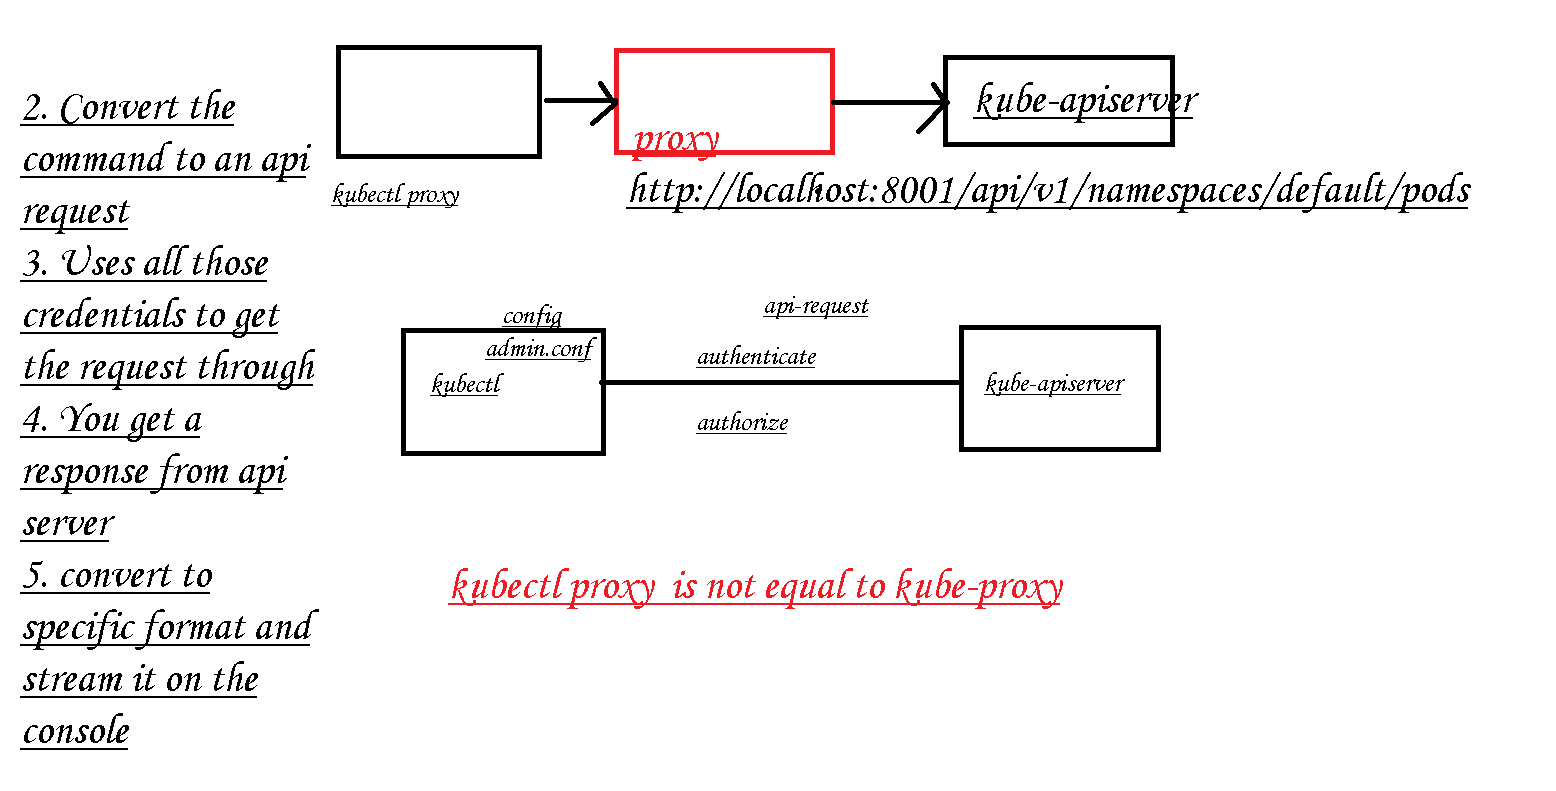 2. Convert the
command to an api
request
3. Uses all those
credentials to get
the request through
4. You get a
response from api
server
5. convert to
specific format and
stream it on the
console
kubectl proxy
proxy
kube-apiserver
http://localhost:8001/api/v1/namespaces/default/pods
config
admin.conf
kubectl
api-request
authenticate
authorize
kube-apiserver
kubectl proxy is not equal to kube-proxy